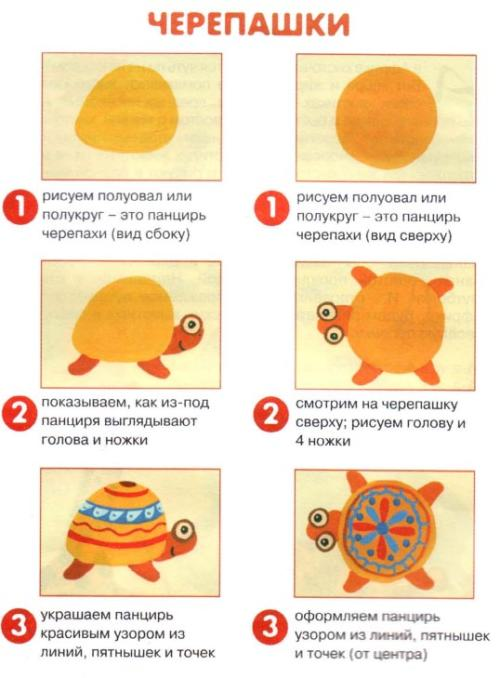 ЧЕРЕПАШКИ
1
рисуем полуовал или
полукруг – это панцирь
черепахи (вид сбоку)
1
рисуем полуовал или
полукруг – это панцирь
черепахи (вид сверху)
2
показываем, как из-под
панциря выглядывают
голова и ножки
2
смотрим на черепашку
сверху; рисуем голову и
4 ножки
3
украшаем панцирь
красивым узором из
линий, пятнышек и точек
3
оформляем панцирь
узором из линий, пятнышек
и точек (от центра)